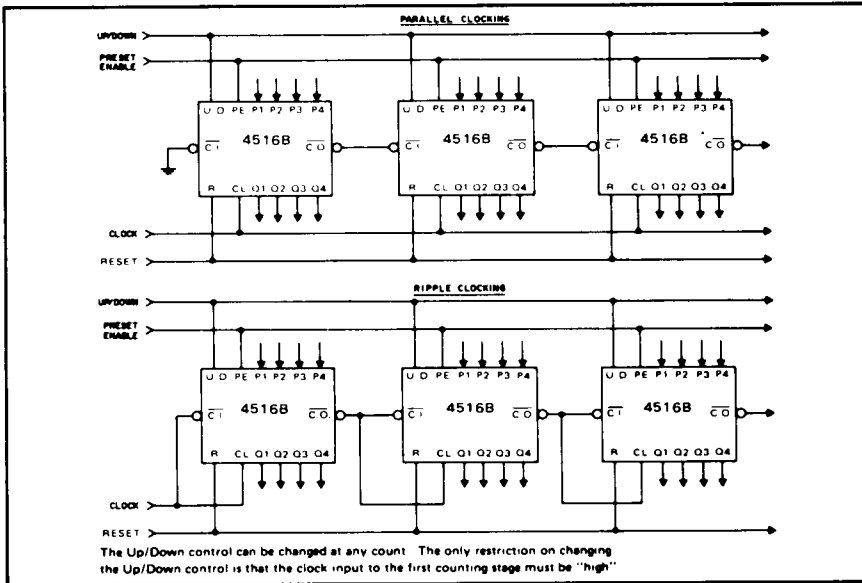 PARALLEL CLOCKING
UP/DOWN
PRESET
ENABLE
U D PE P1 P2 P3 P4 U D PE P1 P2 P3 P4 U D PE P1 P2 P3 P4
CI 4516B CO CI 4516B CO CI 4516B CO
R CL Q1 Q2 Q3 Q4 R CL Q1 Q2 Q3 Q4 R CL Q1 Q2 Q3 Q4
CLOCK
RESET
RIPPLE CLOCKING
UP/DOWN
PRESET
ENABLE
U D PE P1 P2 P3 P4 U D PE P1 P2 P3 P4 U D PE P1 P2 P3 P4
CI 4516B CO CI 4516B CO CI 4516B CO
R CL Q1 Q2 Q3 Q4 R CL Q1 Q2 Q3 Q4 R CL Q1 Q2 Q3 Q4
CLOCK
RESET
The Up/Down control can be changed at any count The only restriction on changing
the Up/Down control is that the clock input to the first counting stage must be "high"